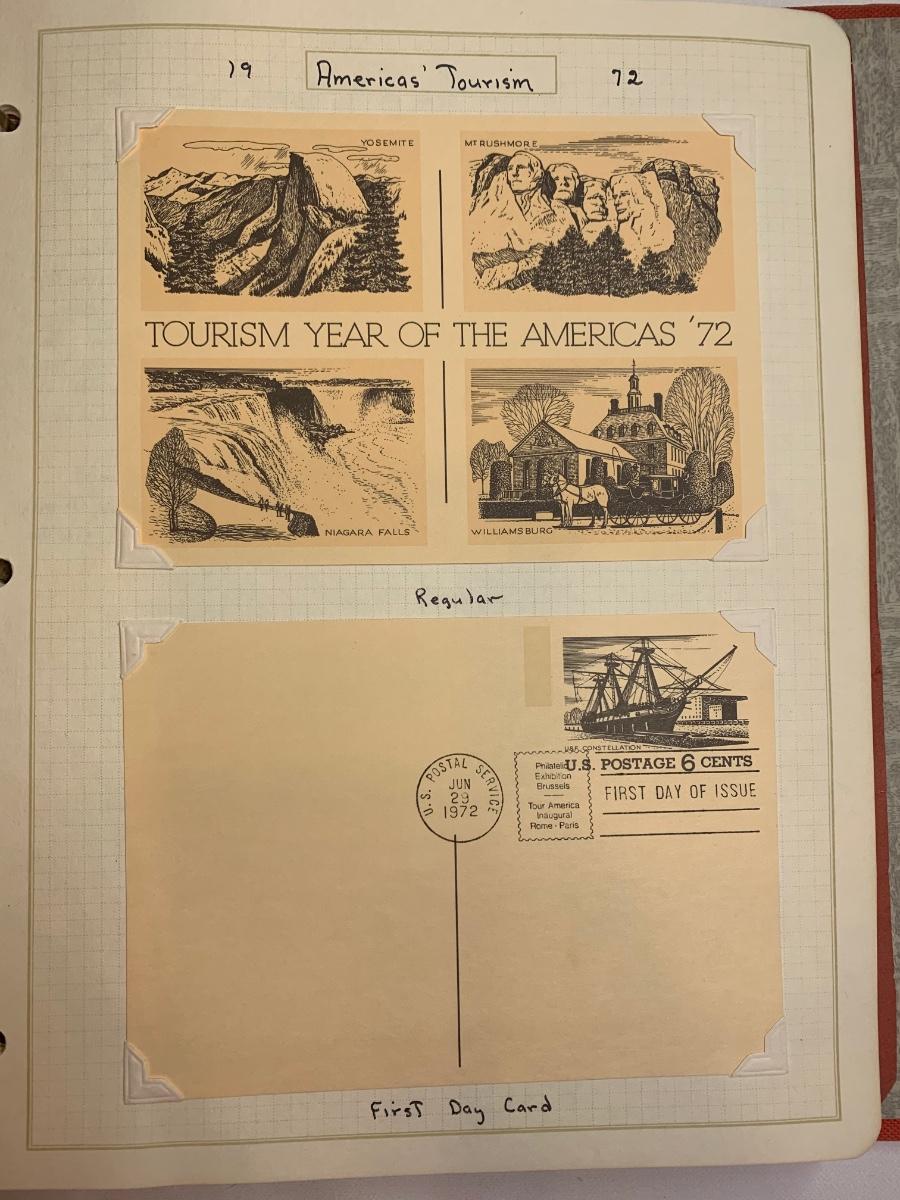 19 Americas' Tourism 72
YOSEMITE
MT RUSHMORE
TOURISM YEAR OF THE AMERICAS '72
NIAGARA FALLS
WILLIAMSBURG
Regular
USF CONSTELLATION
U.S. POSTAGE 6 CENTS
FIRST DAY OF ISSUE
U.S. POSTAL SERVICE
JUN
29
1972
Philatelic
Exhibition
Brussels
Tour America
Inaugural
Rome - Paris
First Day Card